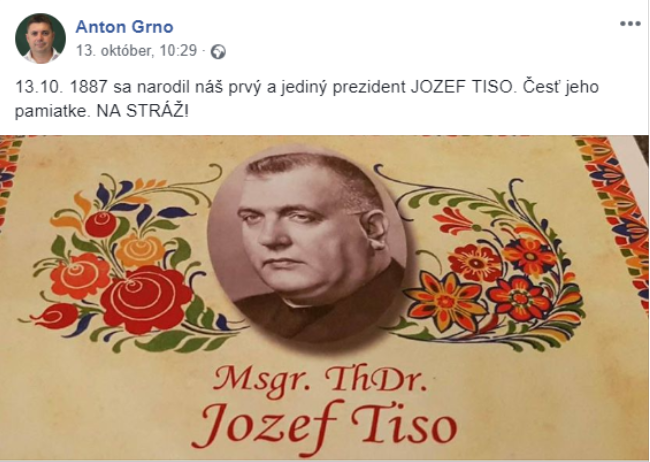 Anton Grno
13. október, 10:29 ·
13.10. 1887 sa narodil náš prvý a jediný prezident JOZEF TISO. Česť jeho
pamiatke. NA STRÁŽ!
Msgr. ThDr.
Jozef Tiso